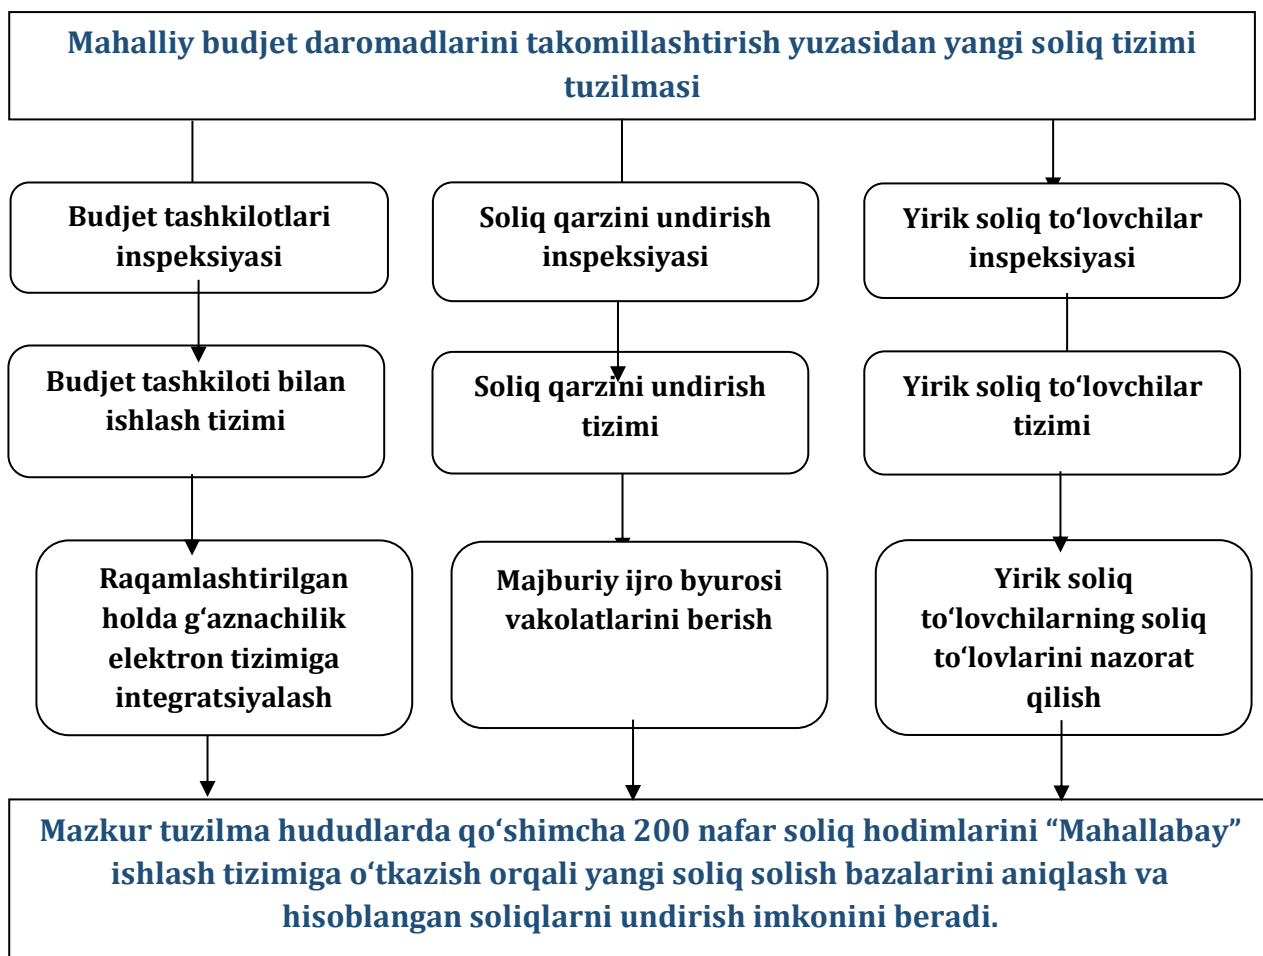 Mahalliy budjet daromadlarini takomillashtirish yuzasidan yangi soliq tizimi
tuzilmasi
Budjet tashkilotlari
inspeksiyasi
Soliq qarzini undirish
inspeksiyasi
Yirik soliq to‘lovchilar
inspeksiyasi
Budjet tashkiloti bilan
ishlash tizimi
Soliq qarzini undirish
tizimi
Yirik soliq to‘lovchilar
tizimi
Raqamlashtirilgan
holda g‘aznachilik
elektron tizimiga
integratsiyalash
Majburiy ijro byurosi
vakolatlarini berish
Yirik soliq
to‘lovchilarning soliq
to‘lovlarini nazorat
qilish
Mazkur tuzilma hududlarda qo‘shimcha 200 nafar soliq hodimlarini “Mahallabay”
ishlash tizimiga o‘tkazish orqali yangi soliq solish bazalarini aniqlash va
hisoblangan soliqlarni undirish imkonini beradi.